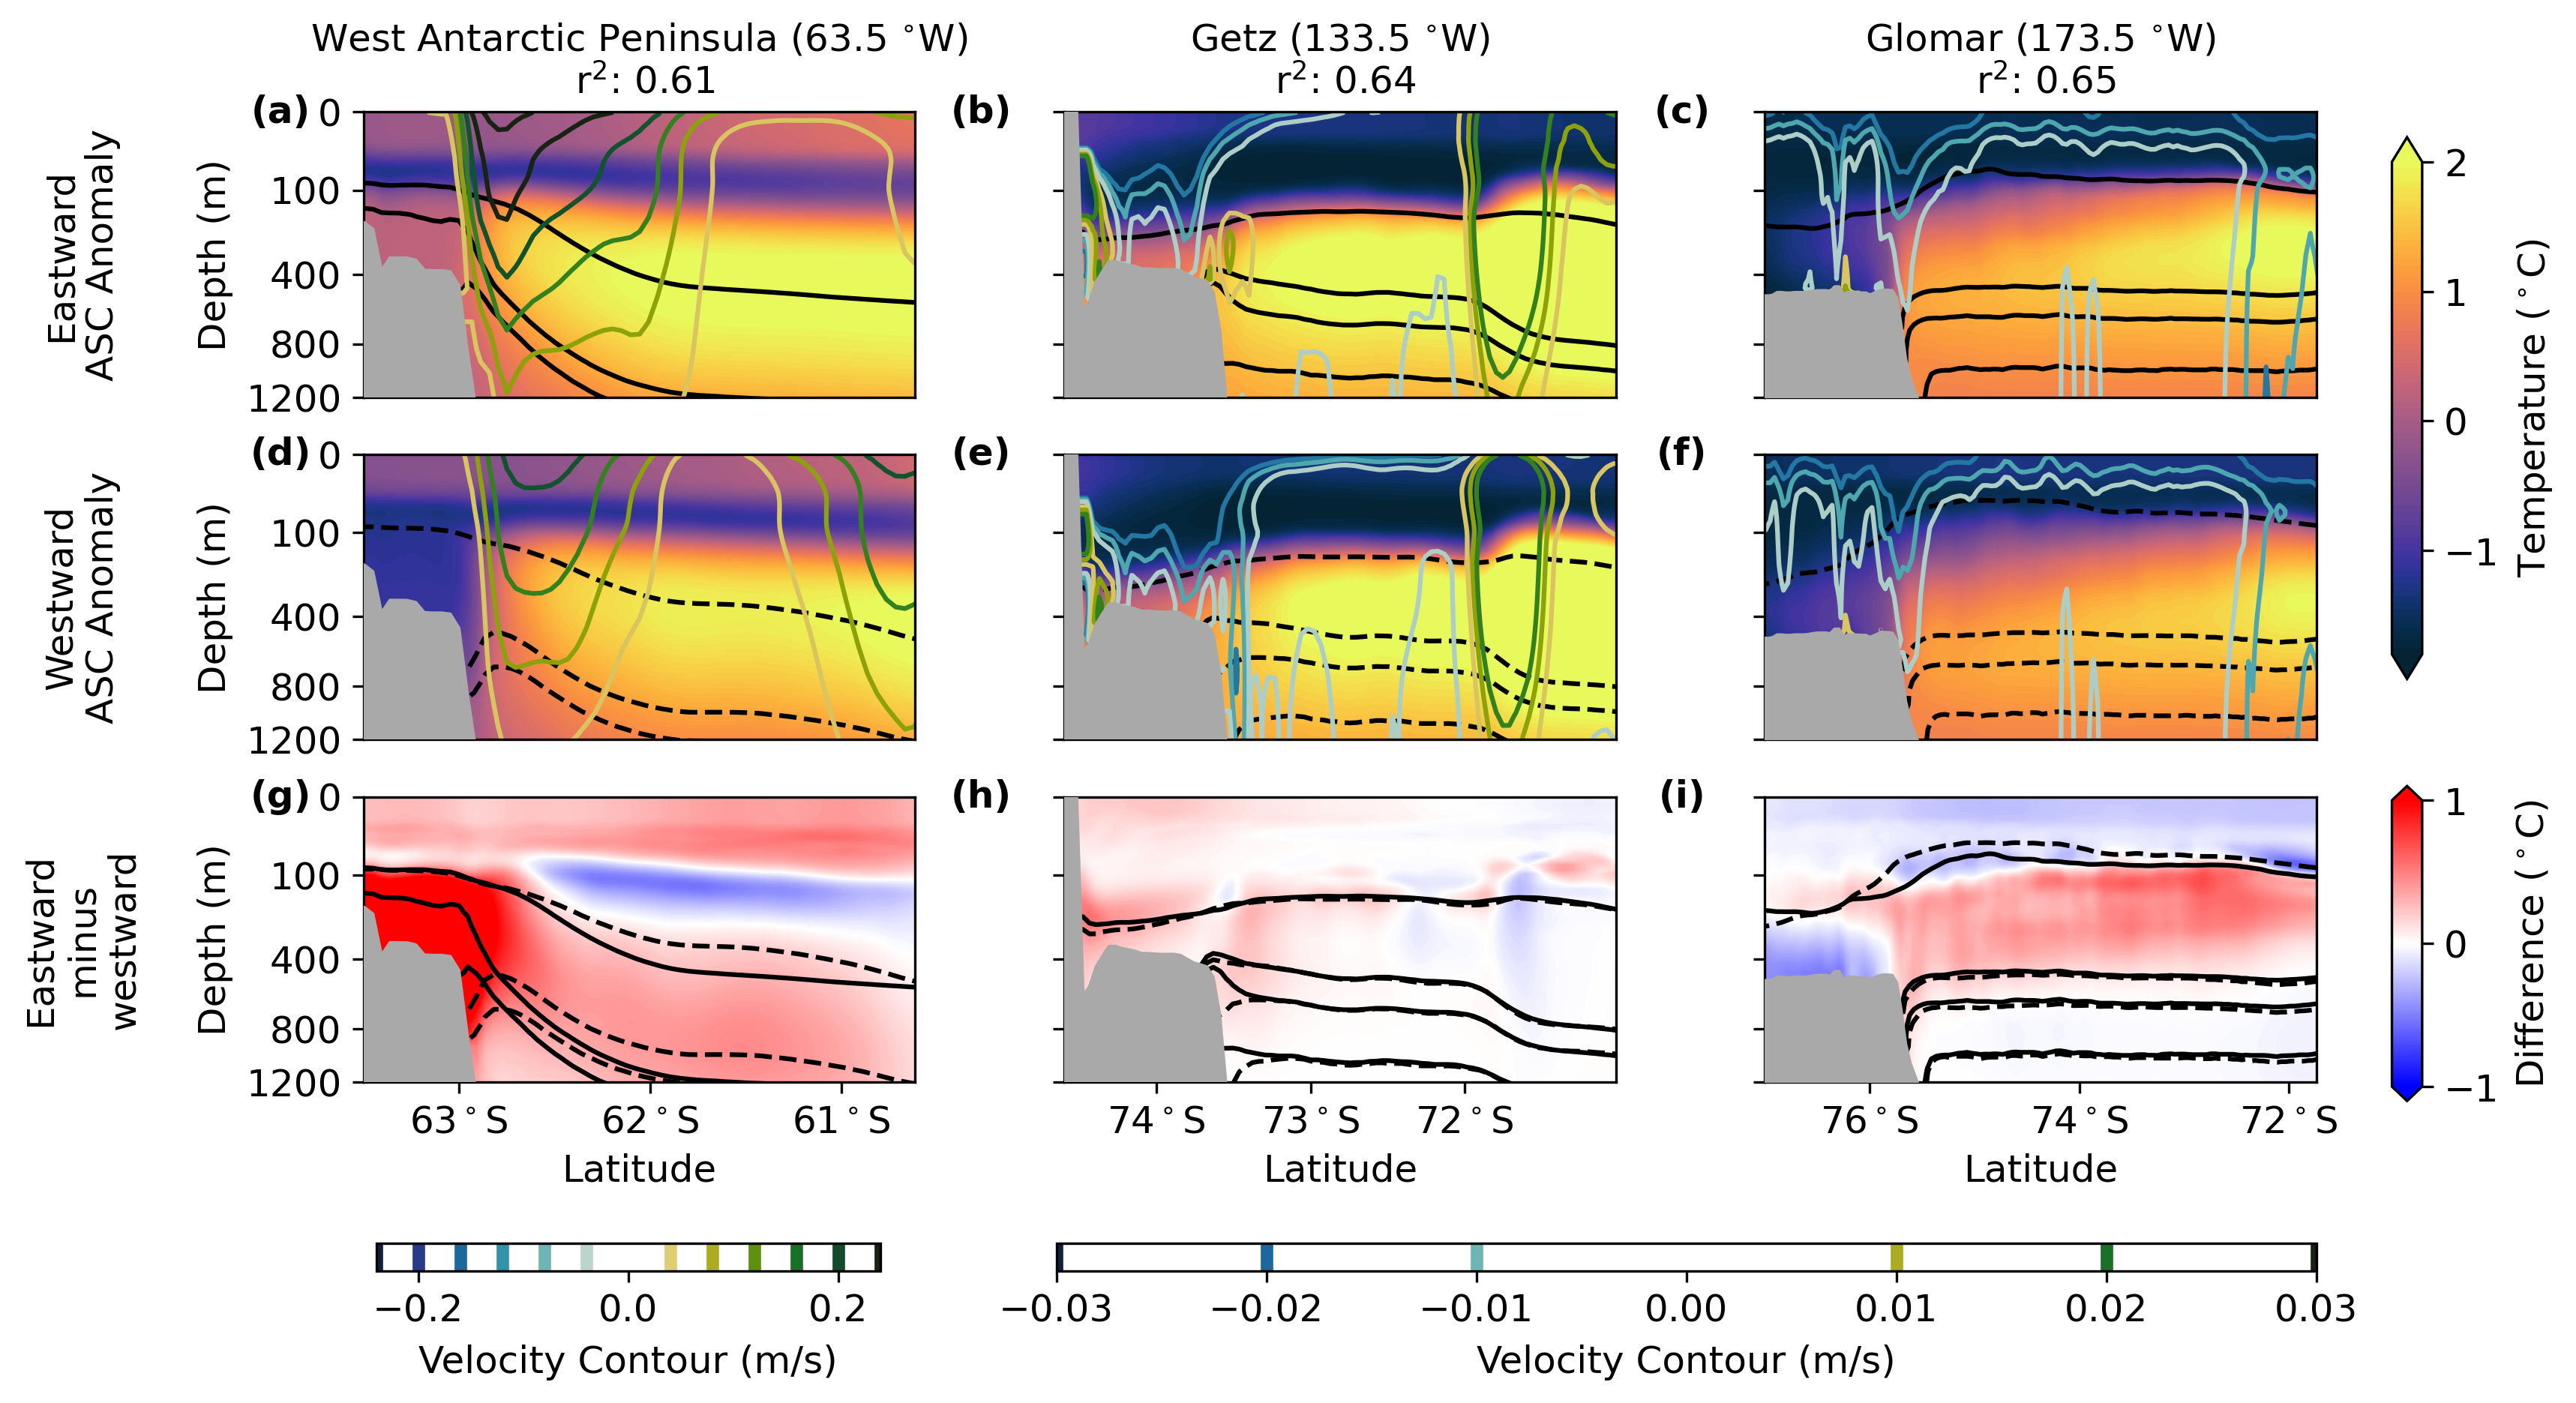 West Antarctic Peninsula (63.5 °W)
r²: 0.61
Getz (133.5 °W)
r²: 0.64
Glomar (173.5 °W)
r²: 0.65
Eastward
ASC Anomaly
Depth (m)
(a)
0
100
400
800
1200
(b)
(c)
Westward
ASC Anomaly
Depth (m)
(d)
0
100
400
800
1200
(e)
(f)
2
1
0
−1
Temperature (°C)
Eastward
minus
westward
Depth (m)
(g)
0
100
400
800
1200
63°S
62°S
61°S
Latitude
(h)
74°S
73°S
72°S
Latitude
(i)
76°S
74°S
72°S
Latitude
1
0
−1
Difference (°C)
−0.2
0.0
0.2
Velocity Contour (m/s)
−0.03
−0.02
−0.01
0.00
0.01
0.02
0.03
Velocity Contour (m/s)